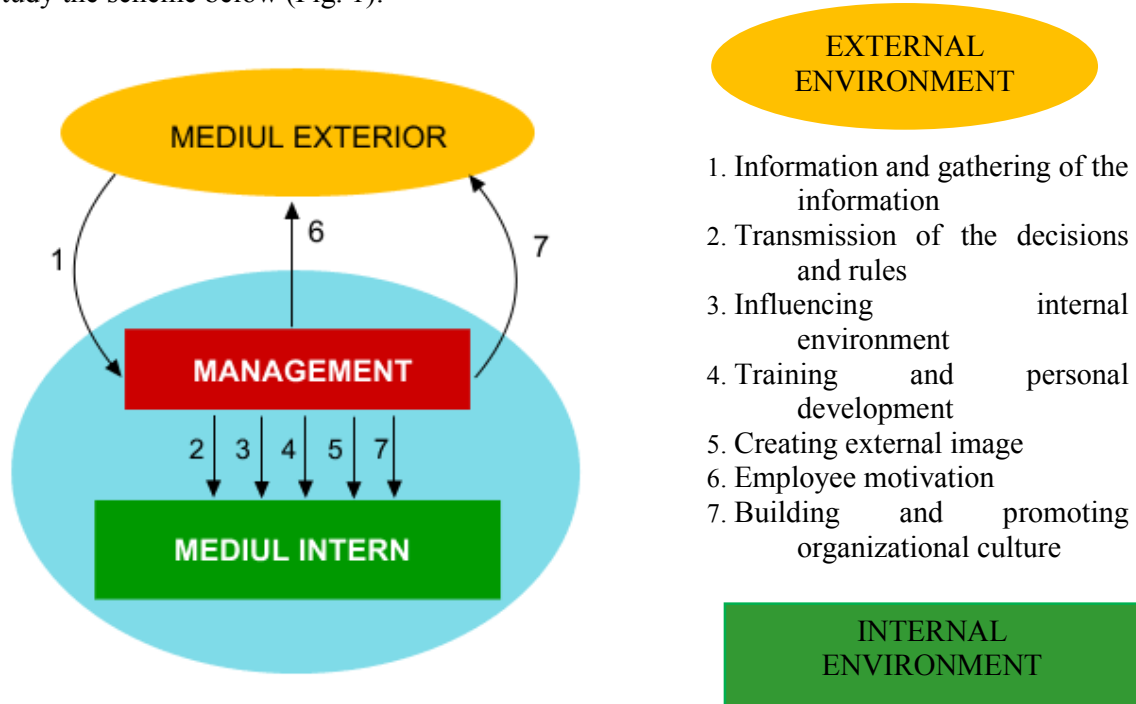 tudy the scheme below (Fig. 1).
MEDIUL EXTERIOR
1
6
7
MANAGEMENT
2 3 4 5 7
MEDIUL INTERN
EXTERNAL
ENVIRONMENT
1. Information and gathering of the
information
2. Transmission of the decisions
and rules
3. Influencing internal
environment
4. Training and personal
development
5. Creating external image
6. Employee motivation
7. Building and promoting
organizational culture
INTERNAL
ENVIRONMENT